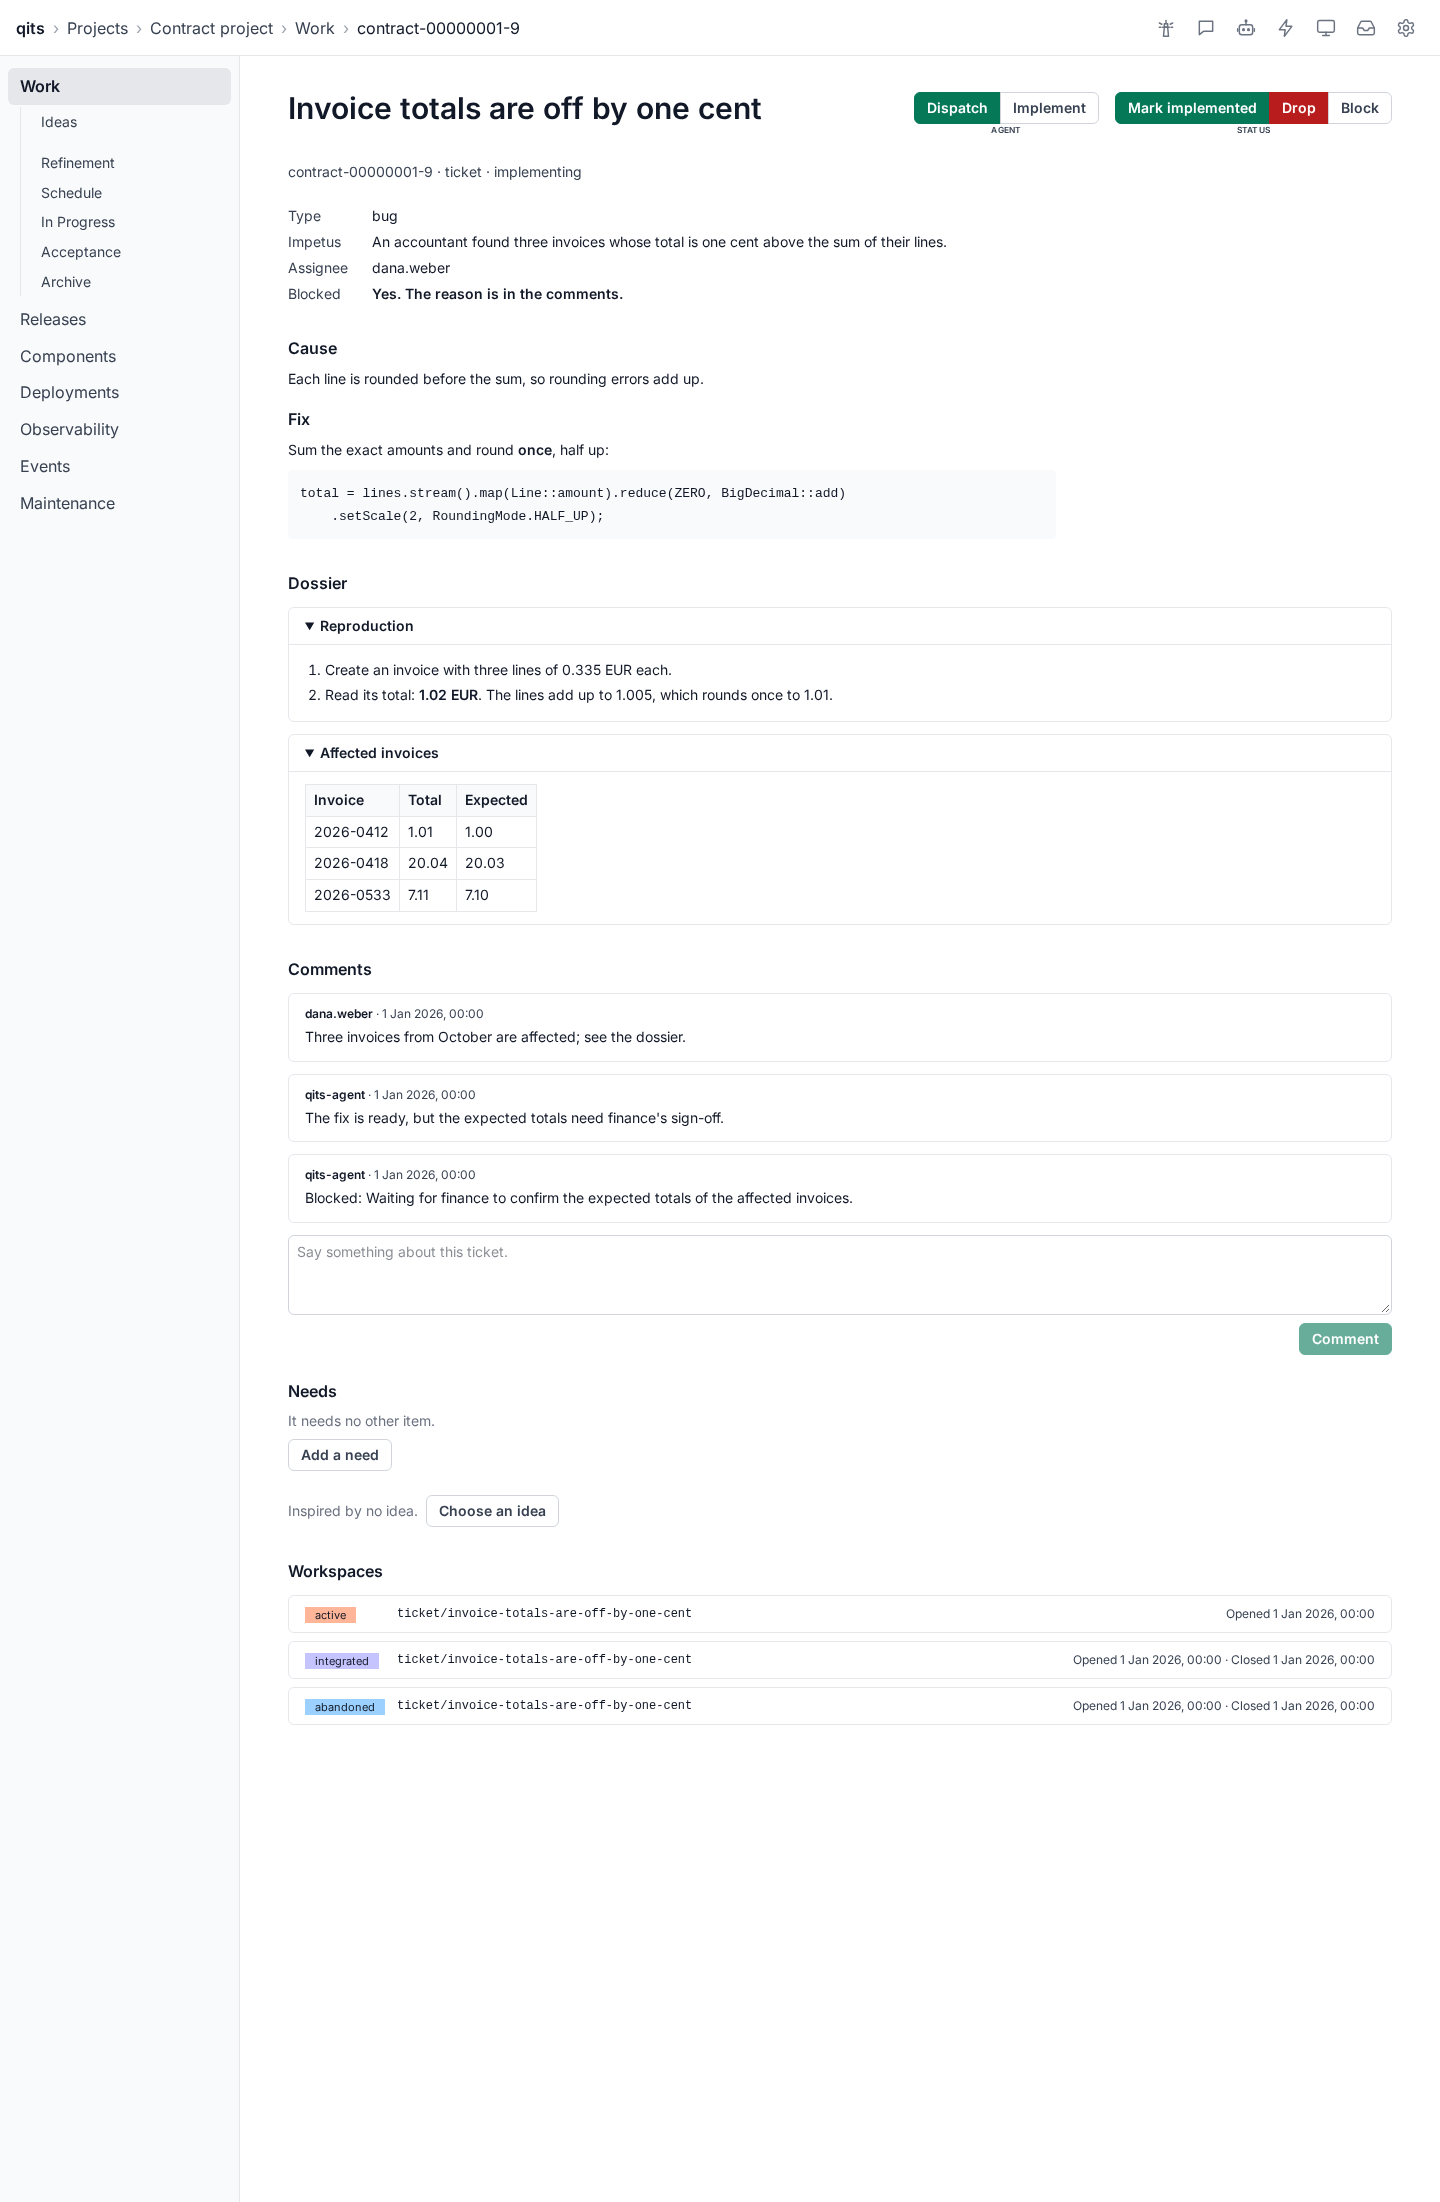 qits › Projects › Contract project › Work › contract-00000001-9
Work
Ideas
Refinement
Schedule
In Progress
Acceptance
Archive
Releases
Components
Deployments
Observability
Events
Maintenance
Invoice totals are off by one cent
Dispatch Implement
AGENT
Mark implemented Drop Block
STATUS
contract-00000001-9 · ticket · implementing
Type bug
Impetus An accountant found three invoices whose total is one cent above the sum of their lines.
Assignee dana.weber
Blocked Yes. The reason is in the comments.
Cause
Each line is rounded before the sum, so rounding errors add up.
Fix
Sum the exact amounts and round once, half up:
total = lines.stream().map(Line::amount).reduce(ZERO, BigDecimal::add)
    .setScale(2, RoundingMode.HALF_UP);
Dossier
▼ Reproduction
1. Create an invoice with three lines of 0.335 EUR each.
2. Read its total: 1.02 EUR. The lines add up to 1.005, which rounds once to 1.01.
▼ Affected invoices
Invoice Total Expected
2026-0412 1.01 1.00
2026-0418 20.04 20.03
2026-0533 7.11 7.10
Comments
dana.weber · 1 Jan 2026, 00:00
Three invoices from October are affected; see the dossier.
qits-agent · 1 Jan 2026, 00:00
The fix is ready, but the expected totals need finance's sign-off.
qits-agent · 1 Jan 2026, 00:00
Blocked: Waiting for finance to confirm the expected totals of the affected invoices.
Say something about this ticket.
Comment
Needs
It needs no other item.
Add a need
Inspired by no idea. Choose an idea
Workspaces
active ticket/invoice-totals-are-off-by-one-cent Opened 1 Jan 2026, 00:00
integrated ticket/invoice-totals-are-off-by-one-cent Opened 1 Jan 2026, 00:00 · Closed 1 Jan 2026, 00:00
abandoned ticket/invoice-totals-are-off-by-one-cent Opened 1 Jan 2026, 00:00 · Closed 1 Jan 2026, 00:00